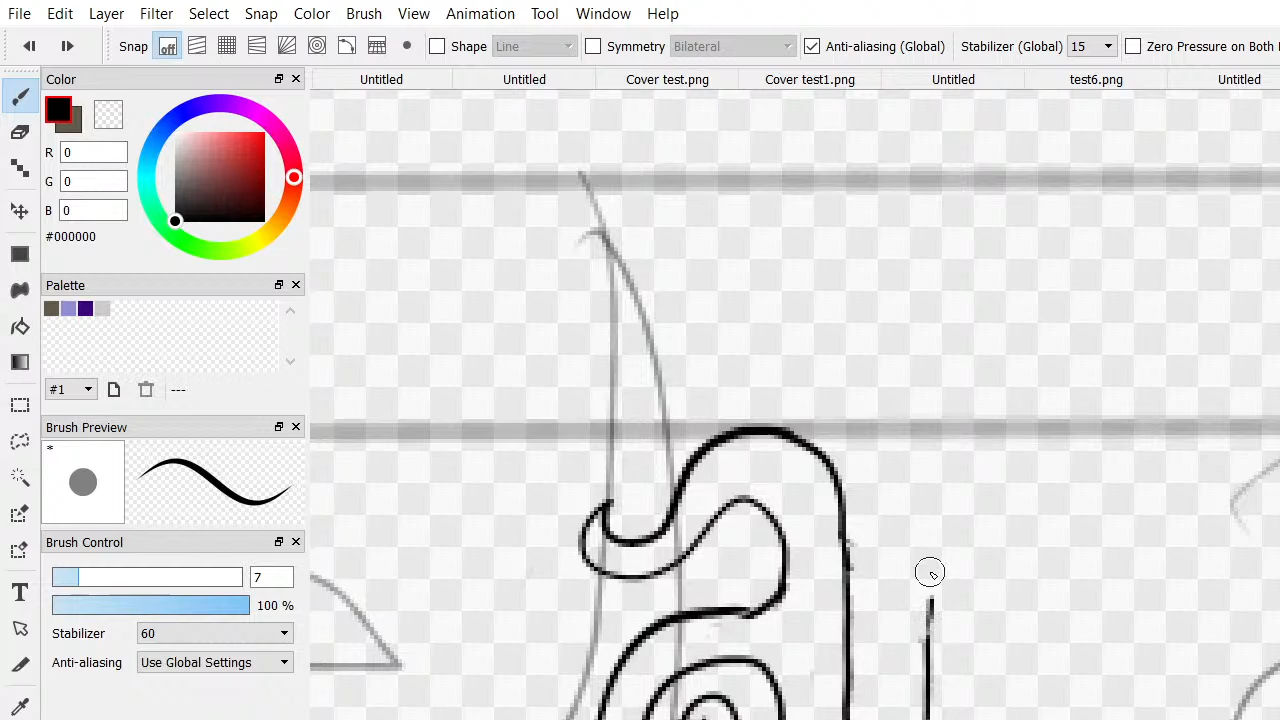 File Edit Layer Filter Select Snap Color Brush View Animation Tool Window Help
Snap off Shape Line Symmetry Bilateral Anti-aliasing (Global) Stabilizer (Global) 15 Zero Pressure on Both
Color
Untitled Untitled Cover test.png Cover test1.png Untitled test6.png Untitled
R 0
G 0
B 0
#000000
Palette
#1 ---
Brush Preview
*
Brush Control
7
100 %
Stabilizer 60
Anti-aliasing Use Global Settings
T